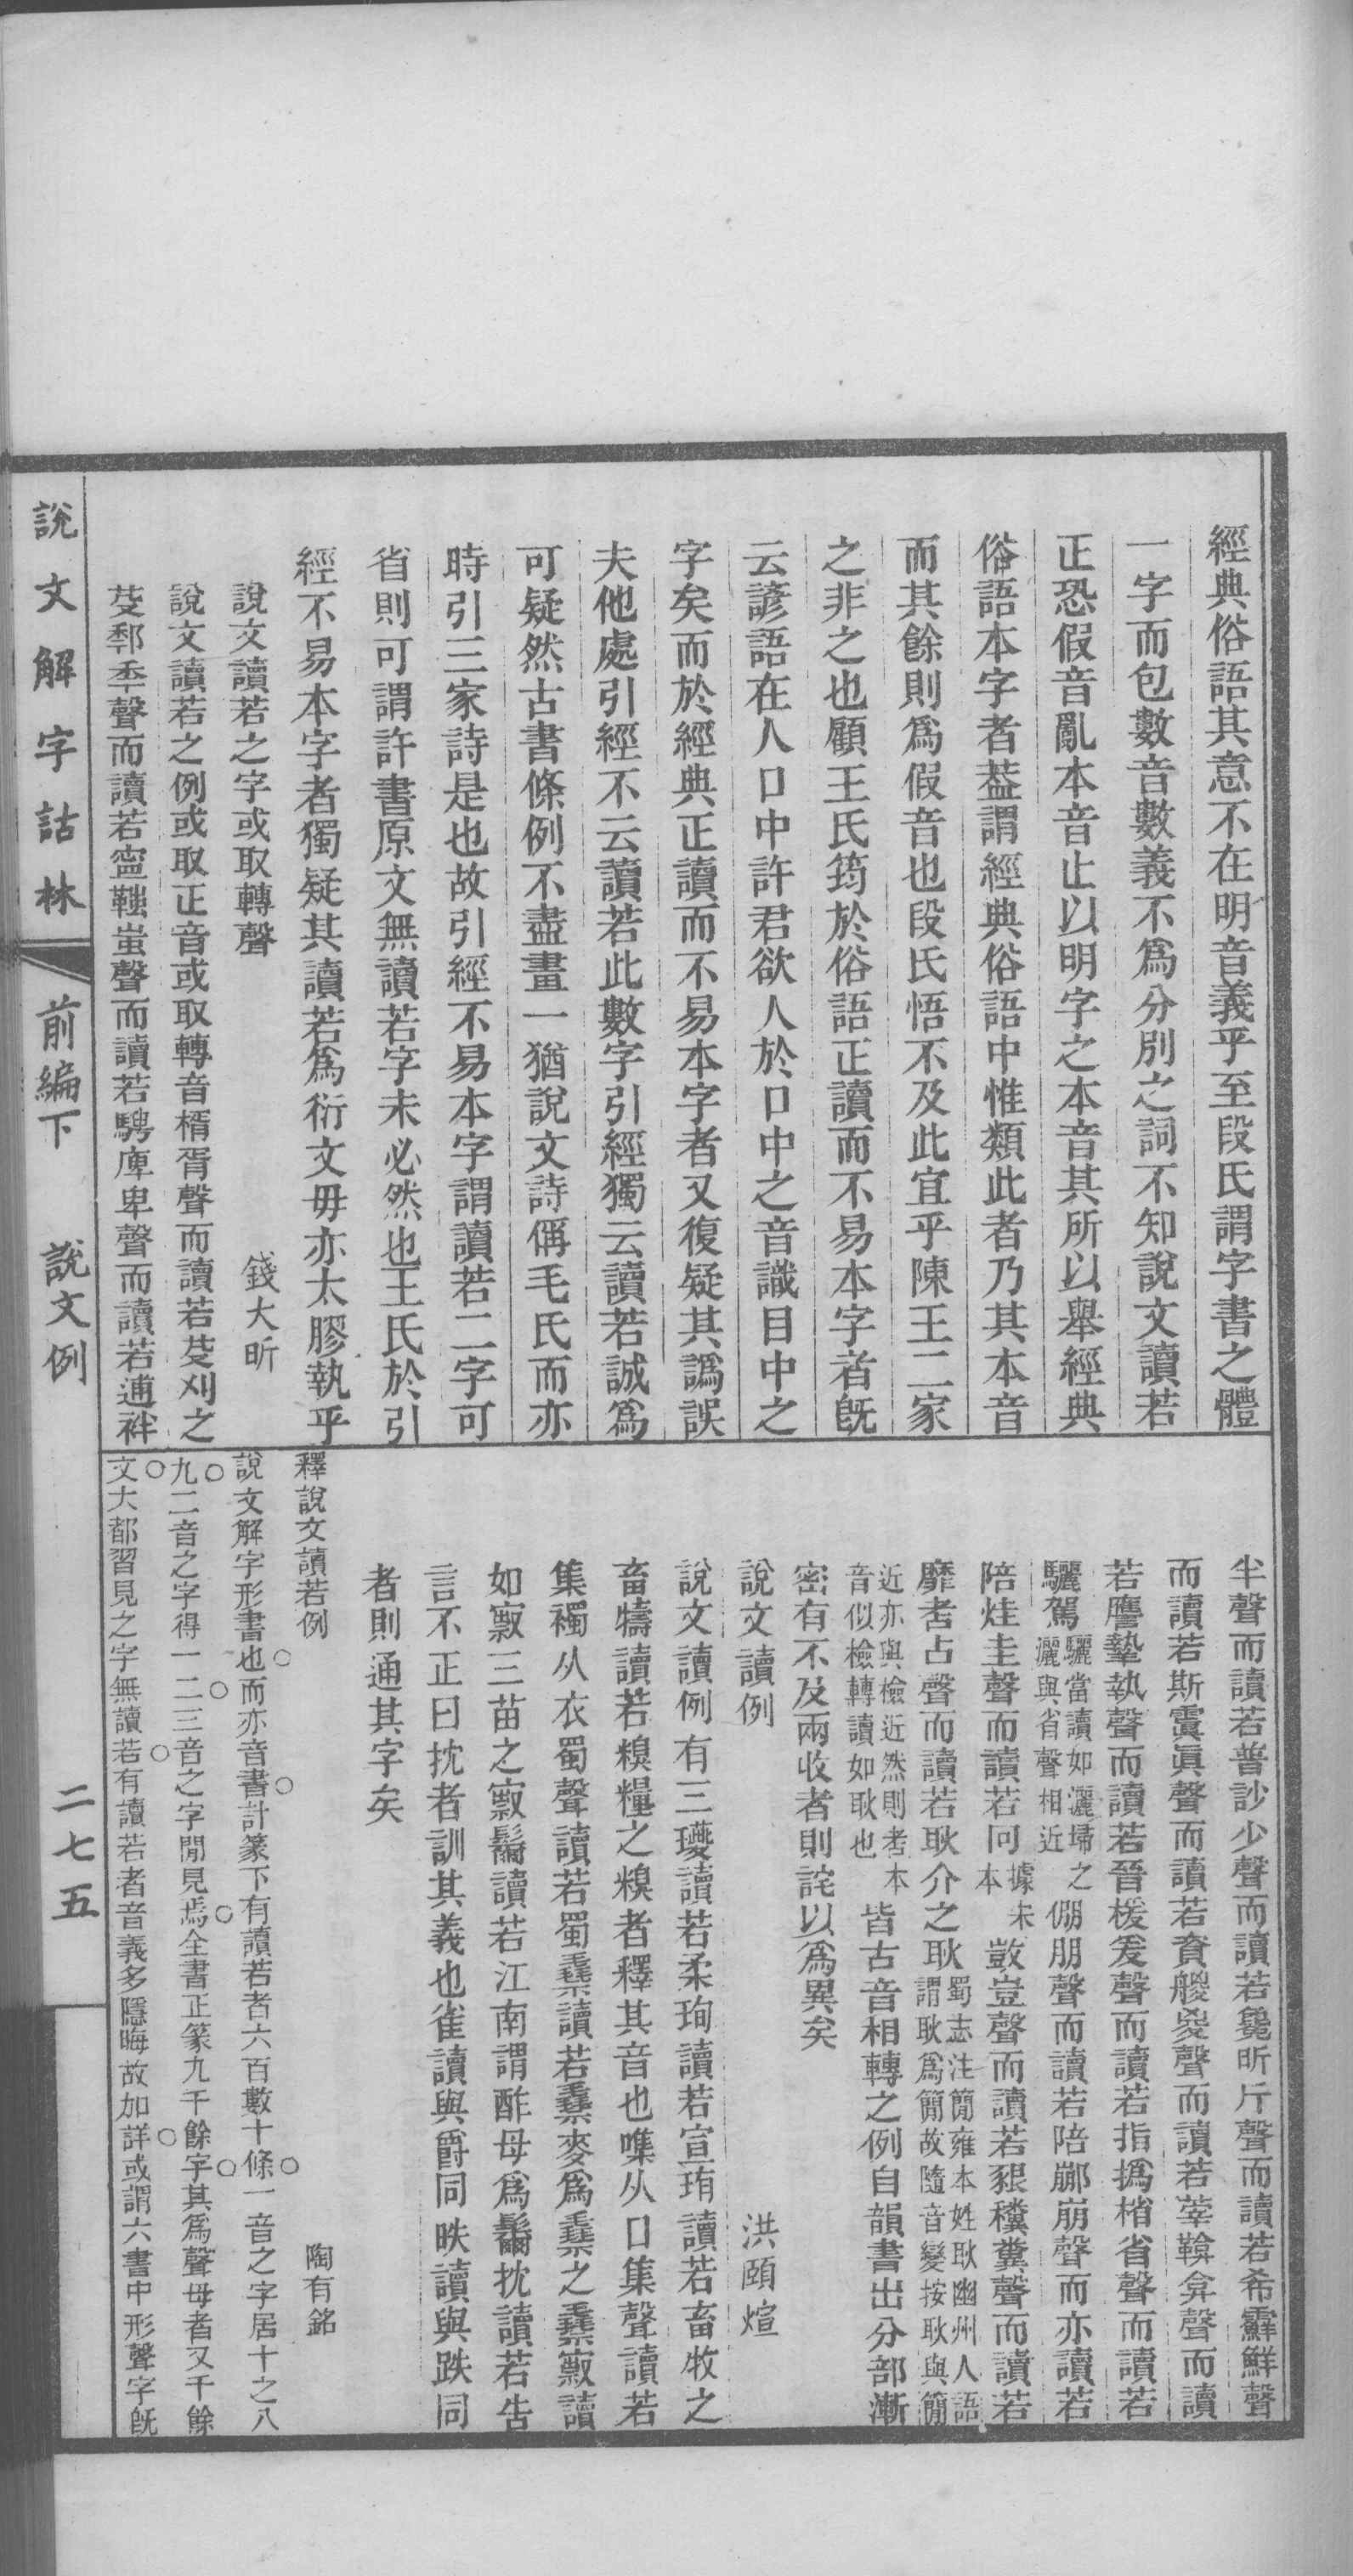 經典俗語其意不在明音義乎至段氏謂字書之體
一字而包數音數義不爲分別之詞不知說文讀若
正恐假音亂本音止以明字之本音其所以舉經典
俗語本字者葢謂經典俗語中惟類此者乃其本音
而其餘則爲假音也段氏悟不及此宜乎陳王二家
之非之也顧王氏筠於俗語正讀而不易本字者旣
云諺語在人口中許君欲人於口中之音識目中之
字矣而於經典正讀而不易本字者又復疑其譌誤
夫他處引經不云讀若此數字引經獨云讀若誠爲
可疑然古書條例不盡畫一猶說文詩偁毛氏而亦
時引三家詩是也故引經不易本字謂讀若二字可
省則可謂許書原文無讀若字未必然也王氏於引
經不易本字者獨疑其讀若爲衍文毋亦太膠執乎
說文讀若之字或取轉聲 錢大昕
說文讀若之例或取正音或取轉音楈胥聲而讀若芟刈之
芟郪季聲而讀若寍鞧蚩聲而讀若騁庳卑聲而讀若逋袢
半聲而讀若普訬少聲而讀若毚昕斤聲而讀若希霹鮮聲
而讀若斯霣眞聲而讀若資艐㚇聲而讀若莘鞥弇聲而讀
若譍鏊執聲而讀若晉楥爰聲而讀若指撝㮐省聲而讀若
驪駕驪當讀如灑埽之灑與省聲相近倗朋聲而讀若陪𨛬崩聲而亦讀若
陪烓圭聲而讀若冋據宋本敳豈聲而讀若豤穬糞聲而讀若
靡耆占聲而讀若耿介之耿蜀志注簡雍本姓耿幽州人語謂耿爲簡故隨音變按耿與簡
近亦與檢近然則耆本音似檢轉讀如耿也皆古音相轉之例自韻書出分部漸
密有不及兩收者則詫以爲異矣
說文讀例 洪頤煊
說文讀例有三瓇讀若柔珣讀若宣珛讀若畜牧之
畜犕讀若糗糧之糗者釋其音也噍从口集聲讀若
集襡从衣蜀聲讀若蜀櫜讀若櫜麥爲櫜之櫜㝮讀
如㝮三苗之㝮鬻讀若江南謂酢母爲鬻扰讀若告
言不正曰扰者訓其義也雀讀與爵同昳讀與跌同
者則通其字矣
釋說文讀若例 陶有銘
說文解字形書也而亦音書計篆下有讀若者六百數十條一音之字居十之八
九二音之字得一二三音之字閒見焉全書正篆九千餘字其爲聲毋者又千餘
文大都習見之字無讀若有讀若者音義多隱晦故加詳或謂六書中形聲字旣
說文解字詁林 前編下 說文例 二七五